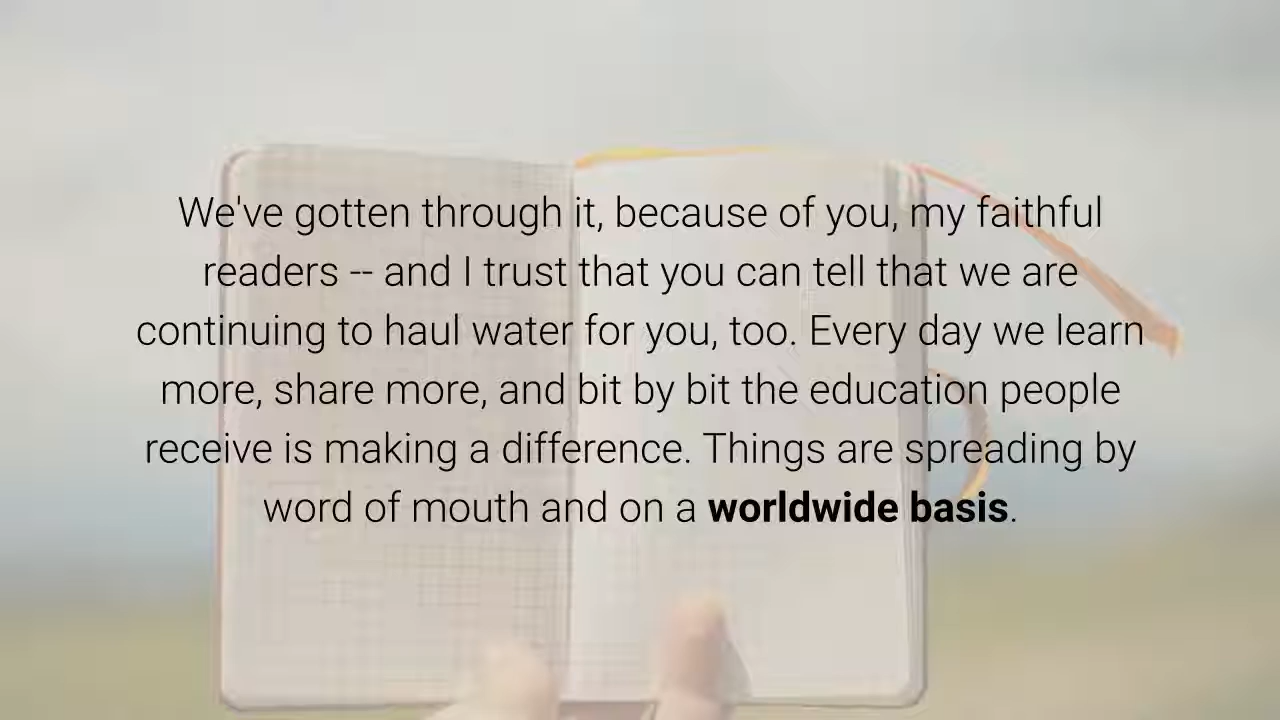 We've gotten through it, because of you, my faithful
readers -- and I trust that you can tell that we are
continuing to haul water for you, too. Every day we learn
more, share more, and bit by bit the education people
receive is making a difference. Things are spreading by
word of mouth and on a worldwide basis.